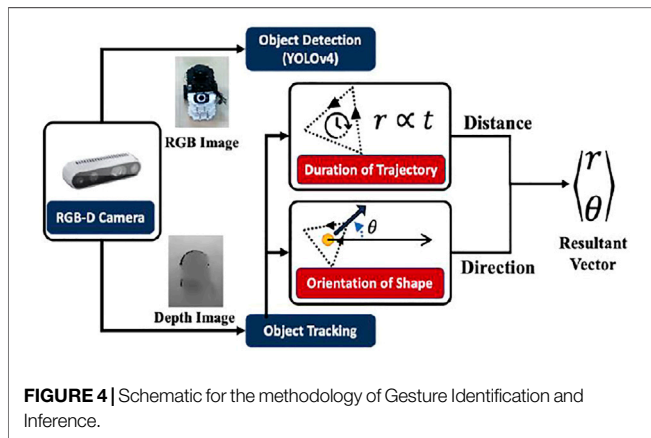 Object Detection
(YOLOv4)
RGB Image
RGB-D Camera
Depth Image
Object Tracking
r ∝ t
Duration of Trajectory
θ
Orientation of Shape
Distance
Direction
r
θ
Resultant
Vector
FIGURE 4 | Schematic for the methodology of Gesture Identification and
Inference.